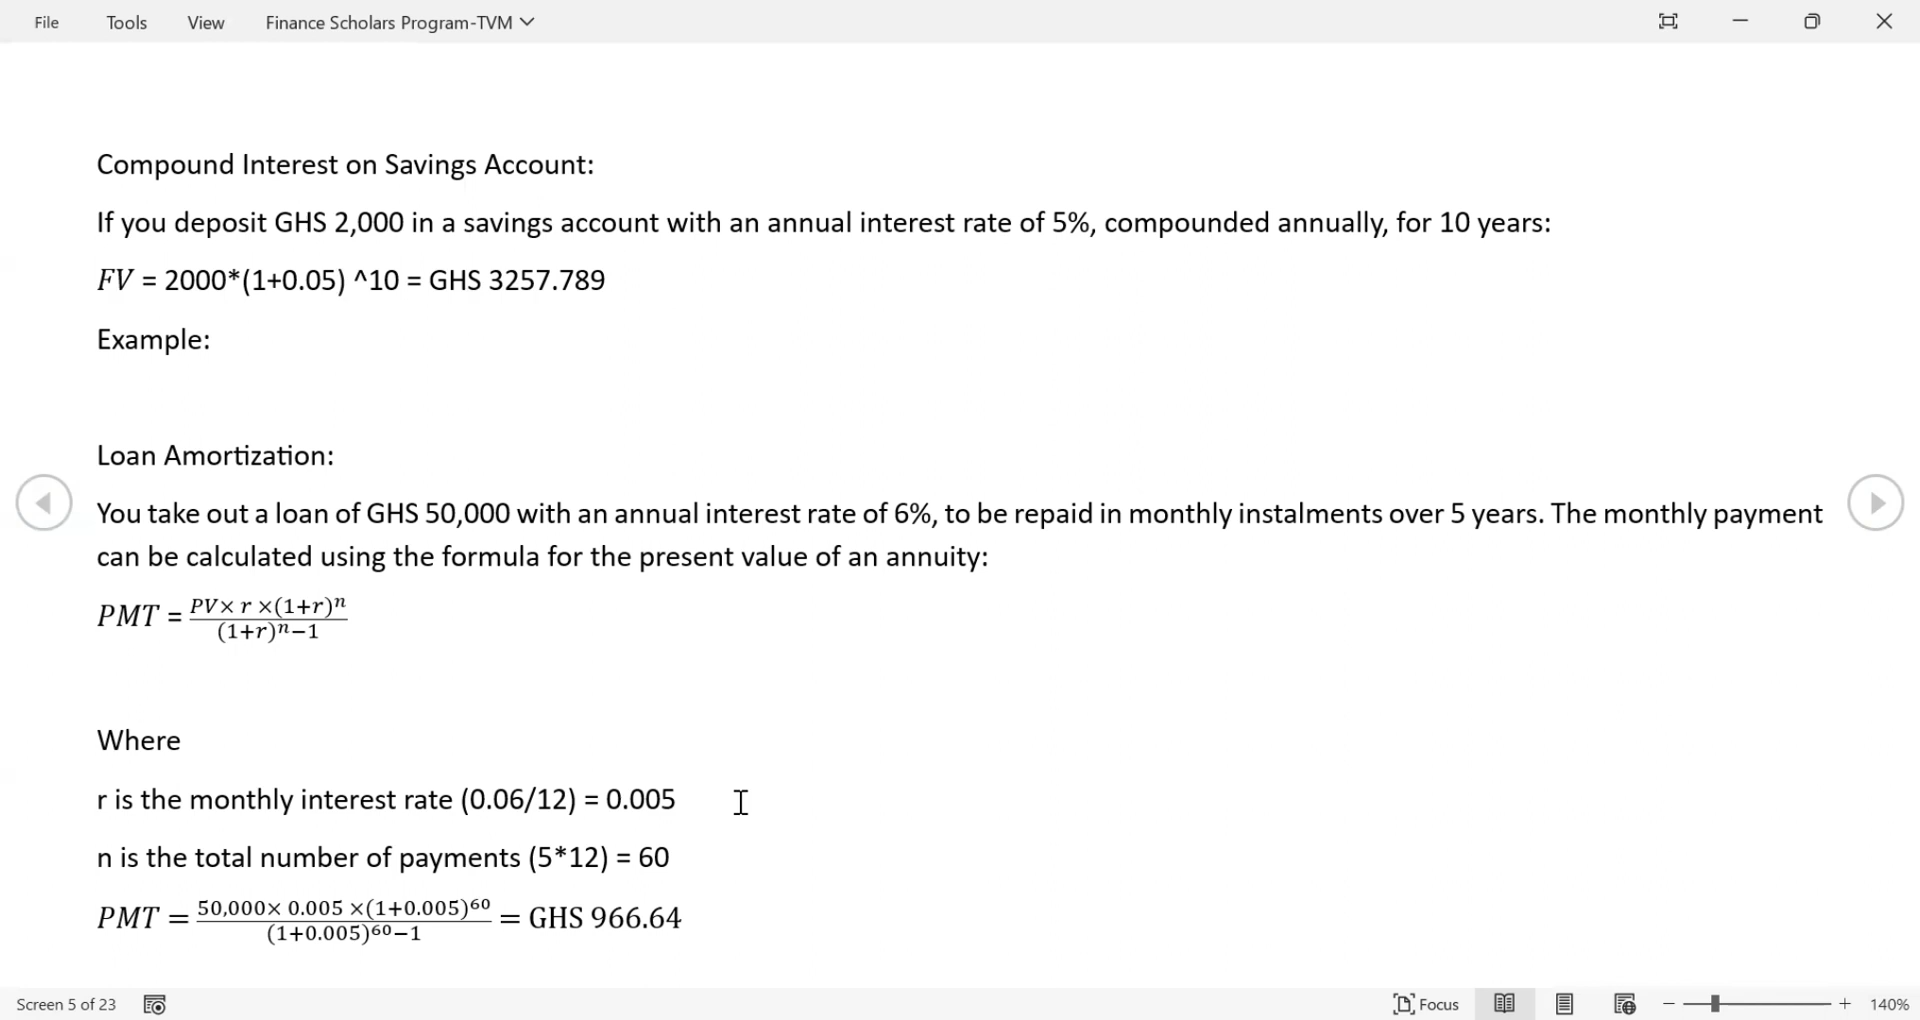 File Tools View Finance Scholars Program-TVM
Compound Interest on Savings Account:
If you deposit GHS 2,000 in a savings account with an annual interest rate of 5%, compounded annually, for 10 years:
FV = 2000*(1+0.05) ^10 = GHS 3257.789
Example:
Loan Amortization:
You take out a loan of GHS 50,000 with an annual interest rate of 6%, to be repaid in monthly instalments over 5 years. The monthly payment
can be calculated using the formula for the present value of an annuity:
PMT = \frac{PV× r ×(1+r)^n}{(1+r)^n−1}
Where
r is the monthly interest rate (0.06/12) = 0.005
n is the total number of payments (5*12) = 60
PMT = \frac{50,000× 0.005 ×(1+0.005)^{60}}{(1+0.005)^{60}−1} = GHS 966.64
Screen 5 of 23 Focus 140%